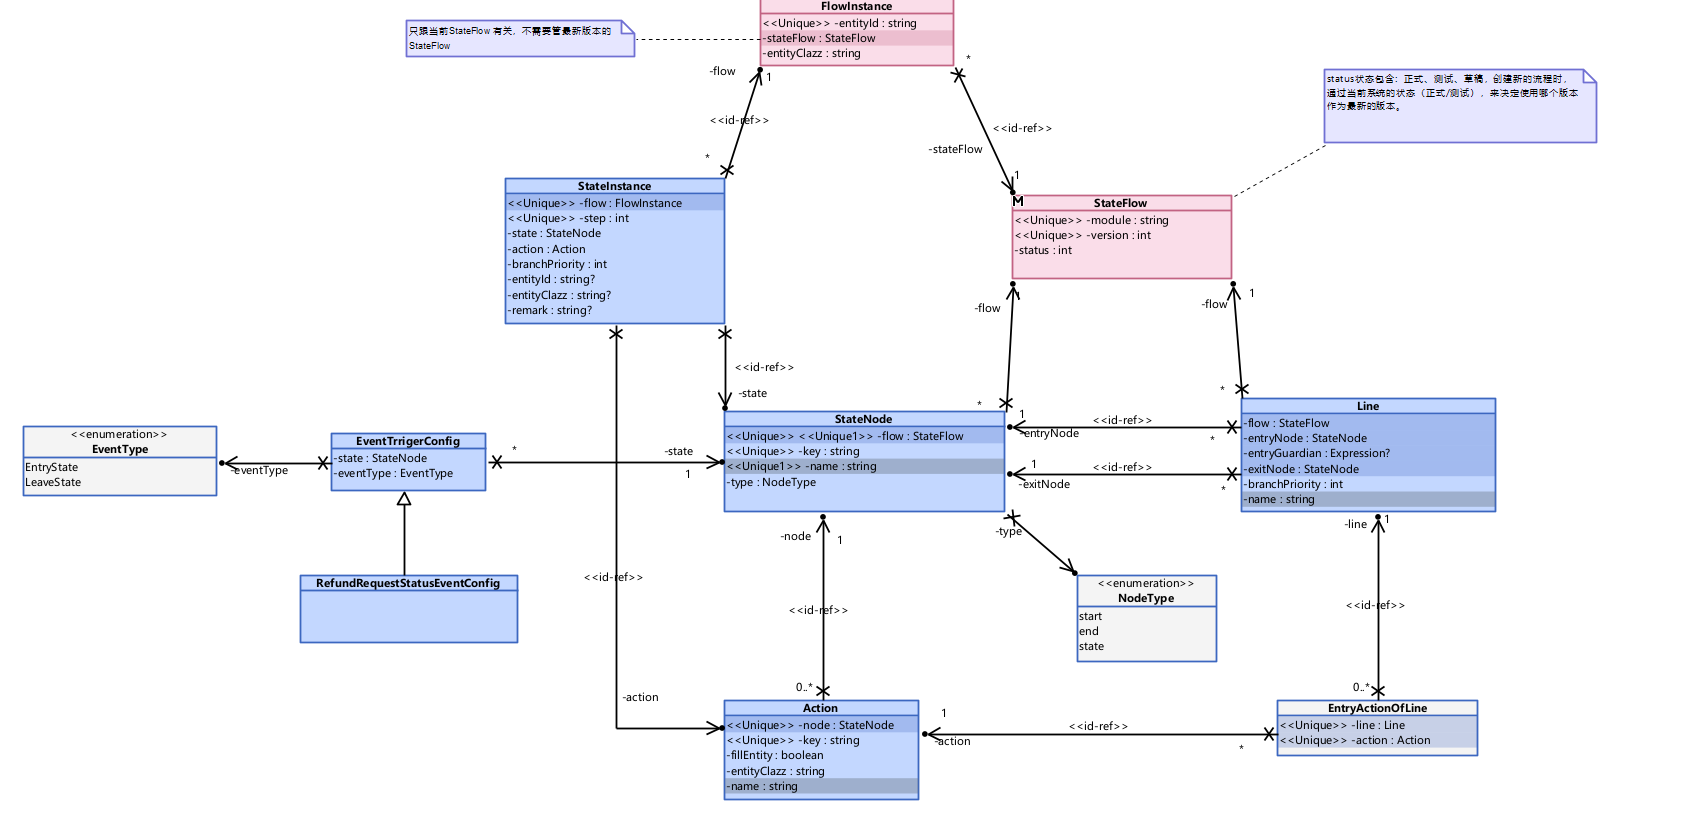 FlowInstance
<<Unique>> -entityId : string
-stateFlow : StateFlow
-entityClazz : string
只跟当前StateFlow 有关，不需要管最新版本的
StateFlow
-flow
1
*
<<id-ref>>
*
<<id-ref>>
-stateFlow
1
status状态包含：正式、测试、草稿，创建新的流程时，
通过当前系统的状态（正式/测试），来决定使用哪个版本
作为最新的版本。
StateInstance
<<Unique>> -flow : FlowInstance
<<Unique>> -step : int
-state : StateNode
-action : Action
-branchPriority : int
-entityId : string?
-entityClazz : string?
-remark : string?
M
StateFlow
<<Unique>> -module : string
<<Unique>> -version : int
-status : int
-flow
1
*
-flow
1
*
<<id-ref>>
-state
<<enumeration>>
EventType
EntryState
LeaveState
-eventType
EventTrrigerConfig
-state : StateNode
-eventType : EventType
*
-state
1
StateNode
<<Unique>> <<Unique1>> -flow : StateFlow
<<Unique>> -key : string
<<Unique1>> -name : string
-type : NodeType
1
-entryNode
<<id-ref>>
*
1
-exitNode
<<id-ref>>
*
Line
-flow : StateFlow
-entryNode : StateNode
-entryGuardian : Expression?
-exitNode : StateNode
-branchPriority : int
-name : string
-node
1
-type
-line
1
RefundRequestStatusEventConfig
<<id-ref>>
<<id-ref>>
<<enumeration>>
NodeType
start
end
state
<<id-ref>>
-action
0..*
0..*
Action
<<Unique>> -node : StateNode
<<Unique>> -key : string
-fillEntity : boolean
-entityClazz : string
-name : string
1
-action
<<id-ref>>
*
EntryActionOfLine
<<Unique>> -line : Line
<<Unique>> -action : Action